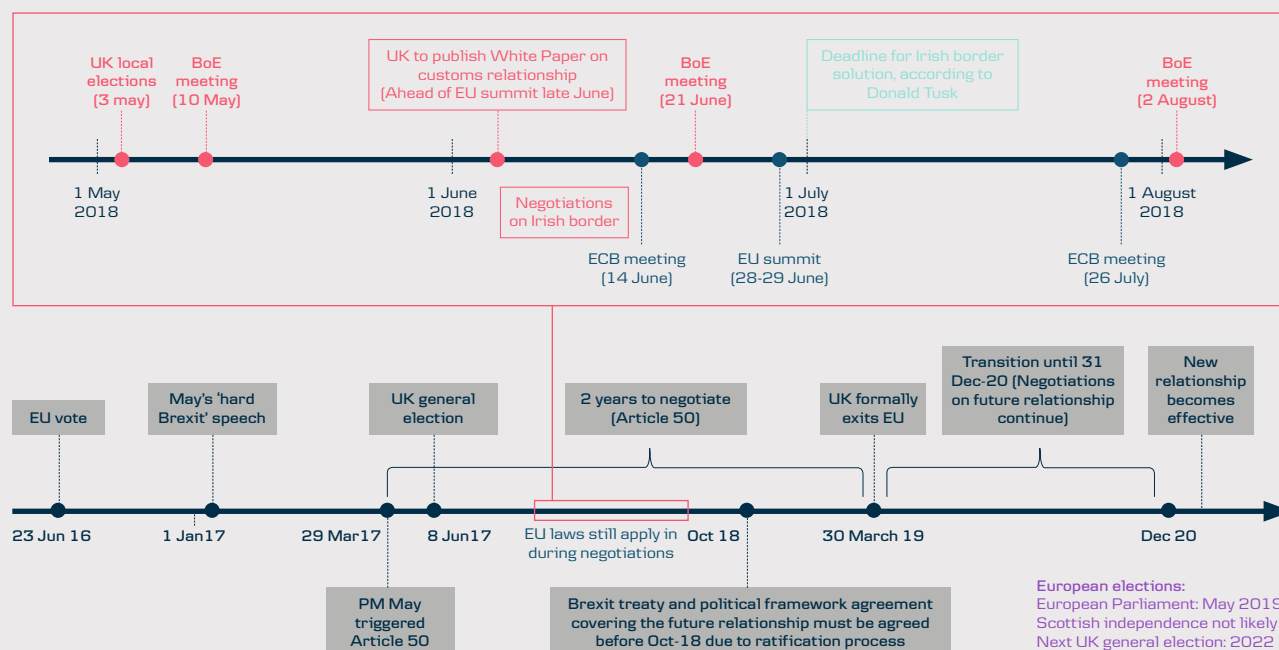 UK local
elections
(3 may)
BoE
meeting
(10 May)
UK to publish White Paper on
customs relationship
(Ahead of EU summit late June)
BoE
meeting
(21 June)
Deadline for Irish border
solution, according to
Donald Tusk
BoE
meeting
(2 August)
1 May
2018
1 June
2018
Negotiations
on Irish border
1 July
2018
1 August
2018
ECB meeting
(14 June)
EU summit
(28-29 June)
ECB meeting
(26 July)
EU vote
May's 'hard
Brexit' speech
UK general
election
2 years to negotiate
(Article 50)
UK formally
exits EU
Transition until 31
Dec-20 (Negotiations
on future relationship
continue)
New
relationship
becomes
effective
23 Jun 16
1 Jan17
29 Mar17
8 Jun17
EU laws still apply in
during negotiations
Oct 18
30 March 19
Dec 20
PM May
triggered
Article 50
Brexit treaty and political framework agreement
covering the future relationship must be agreed
before Oct-18 due to ratification process
European elections:
European Parliament: May 2019
Scottish independence not likely
Next UK general election: 2022